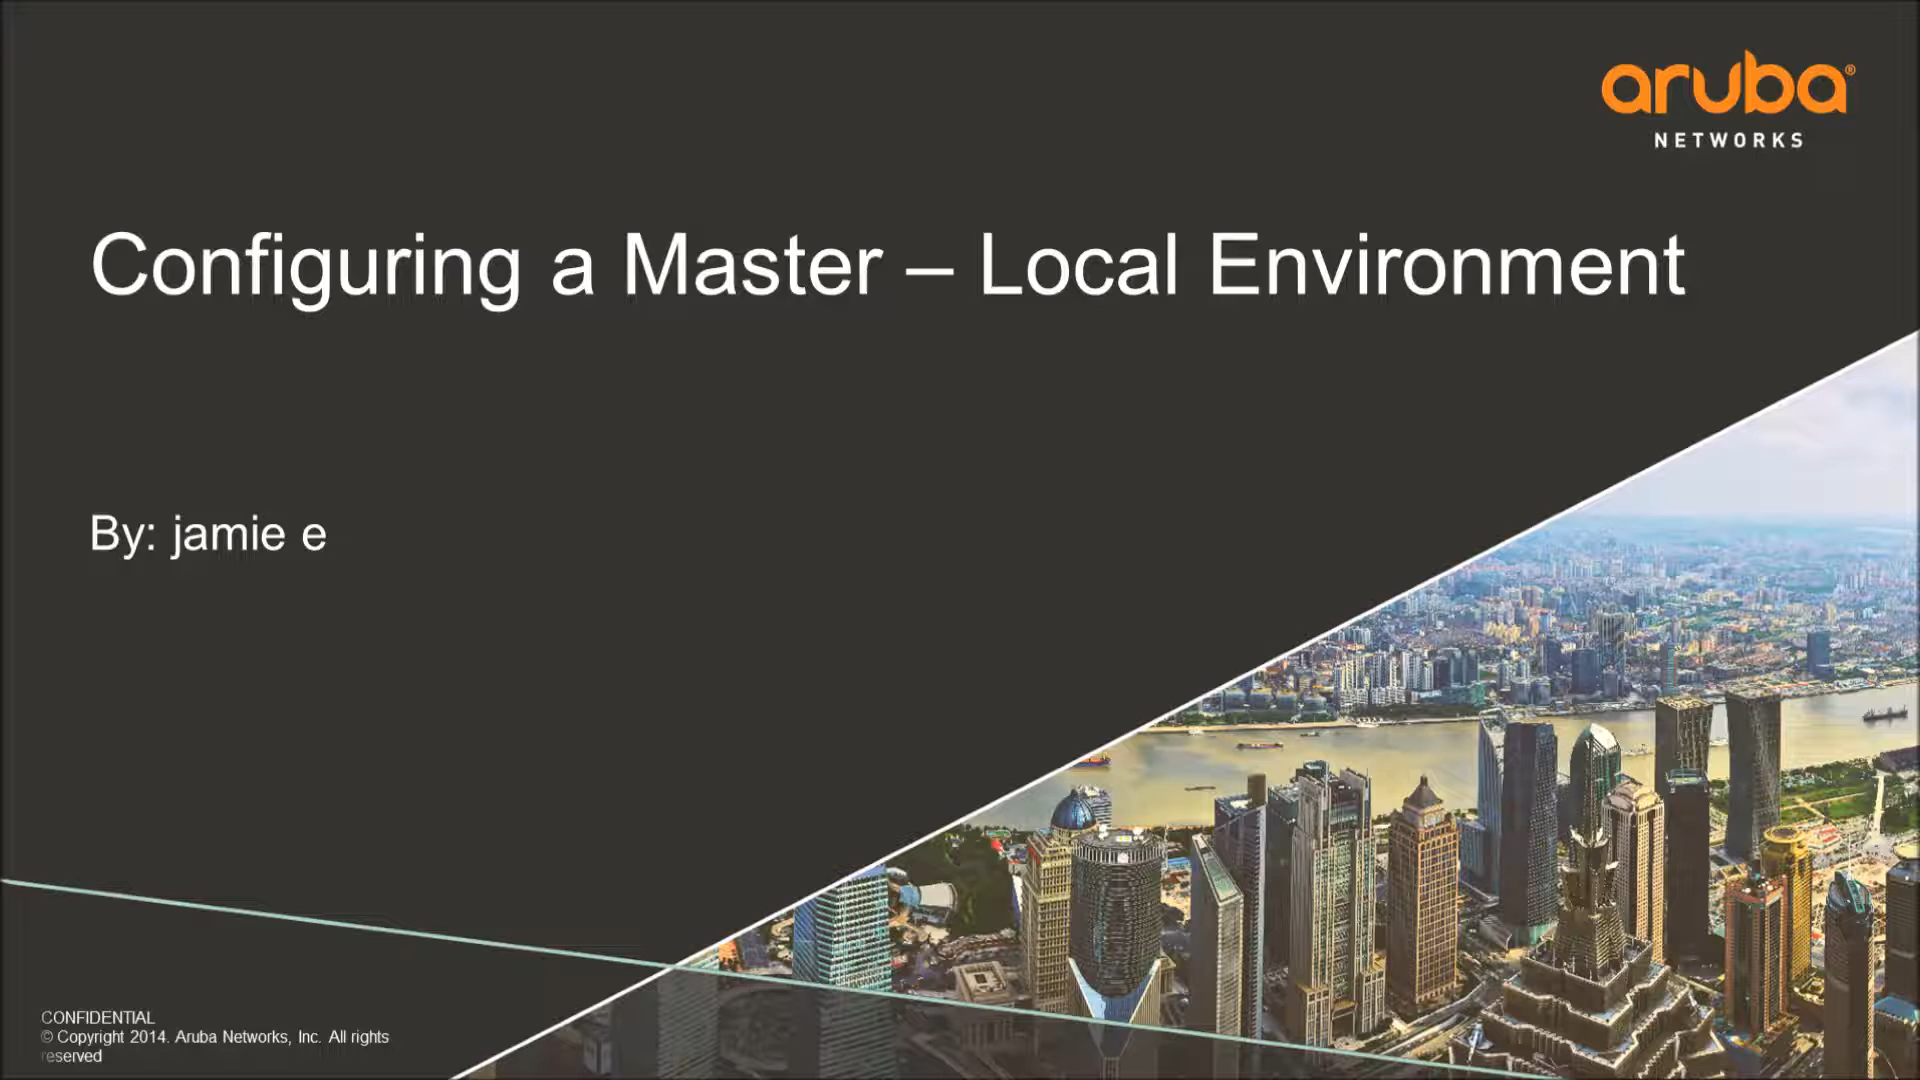 aruba®
NETWORKS
Configuring a Master – Local Environment
By: jamie e
CONFIDENTIAL
© Copyright 2014. Aruba Networks, Inc. All rights
reserved